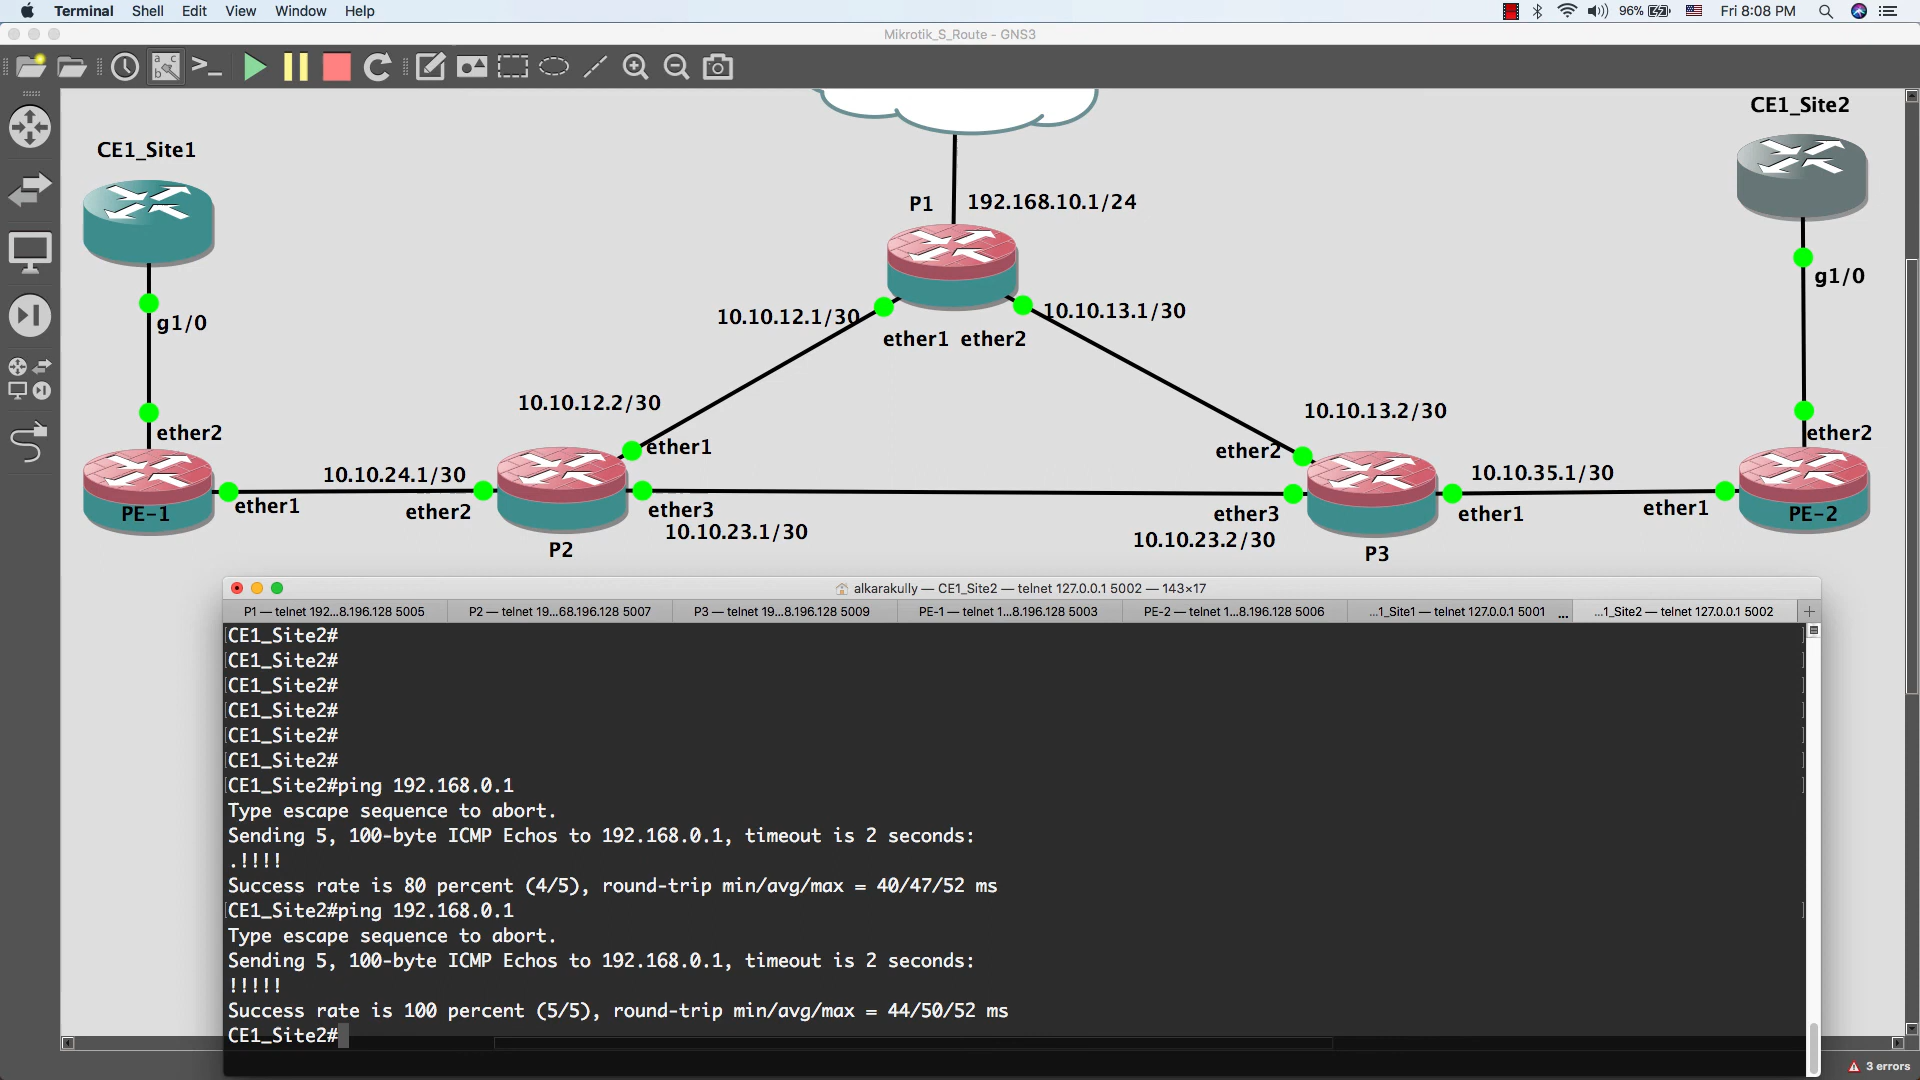 Terminal Shell Edit View Window Help 96% Fri 8:08 PM
Mikrotik_S_Route - GNS3
CE1_Site2
CE1_Site1
P1 192.168.10.1/24
g1/0
10.10.12.1/30 10.10.13.1/30
g1/0
ether1 ether2
10.10.12.2/30 10.10.13.2/30
ether2 ether2
ether1 ether2
10.10.24.1/30 10.10.35.1/30
ether1 ether2 ether3 ether3 ether1 ether1
PE-1 PE-2
10.10.23.1/30 10.10.23.2/30
P2 P3
alkarakully — CE1_Site2 — telnet 127.0.0.1 5002 — 143×17
P1 — telnet 192...8.196.128 5005 P2 — telnet 19...68.196.128 5007 P3 — telnet 19...8.196.128 5009 PE-1 — telnet 1...8.196.128 5003 PE-2 — telnet 1...8.196.128 5006 ...1_Site1 — telnet 127.0.0.1 5001 ... ...1_Site2 — telnet 127.0.0.1 5002
CE1_Site2#
CE1_Site2#
CE1_Site2#
CE1_Site2#
CE1_Site2#
CE1_Site2#
CE1_Site2#ping 192.168.0.1
Type escape sequence to abort.
Sending 5, 100-byte ICMP Echos to 192.168.0.1, timeout is 2 seconds:
.!!!!
Success rate is 80 percent (4/5), round-trip min/avg/max = 40/47/52 ms
CE1_Site2#ping 192.168.0.1
Type escape sequence to abort.
Sending 5, 100-byte ICMP Echos to 192.168.0.1, timeout is 2 seconds:
!!!!!
Success rate is 100 percent (5/5), round-trip min/avg/max = 44/50/52 ms
CE1_Site2#
3 errors